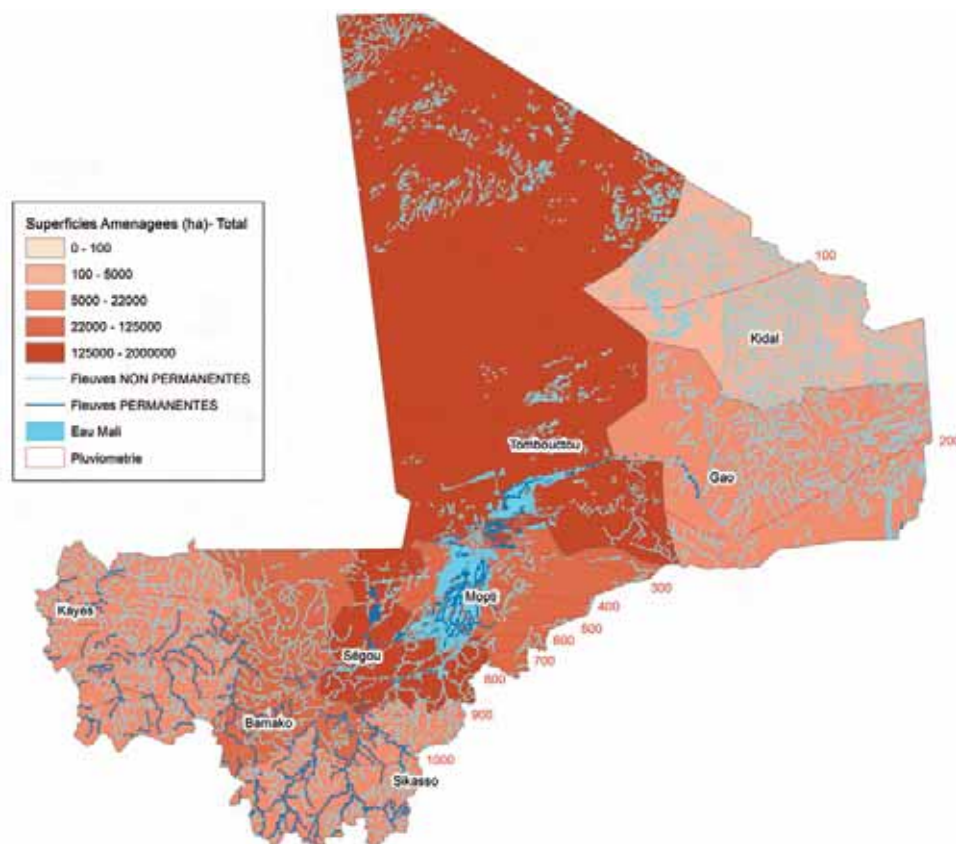 Superficies Amenagees (ha)- Total
0 - 100
100 - 5000
5000 - 22000
22000 - 125000
125000 - 2000000
Fleuves NON PERMANENTES
Fleuves PERMANENTES
Eau Mali
Pluviometrie
100
Kidal
Tombouctou
200
Gao
300
Kayes
Mopti
400
500
600
Ségou
700
800
900
Bamako
1000
Sikasso